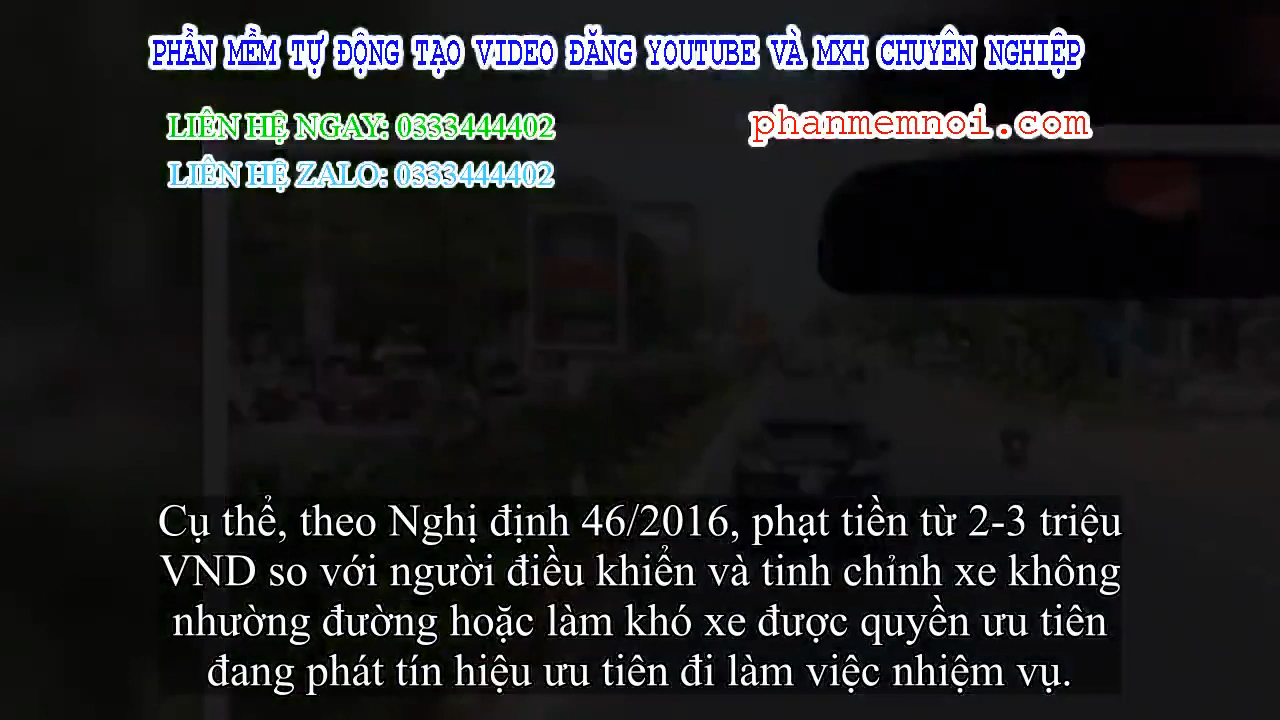 PHẦN MỀM TỰ ĐỘNG TẠO VIDEO ĐĂNG YOUTUBE VÀ MXH CHUYÊN NGHIỆP
LIÊN HỆ NGAY: 0333444402
phanmemnoi.com
LIÊN HỆ ZALO: 0333444402
Cụ thể, theo Nghị định 46/2016, phạt tiền từ 2-3 triệu
VND so với người điều khiển và tinh chỉnh xe không
nhường đường hoặc làm khó xe được quyền ưu tiên
đang phát tín hiệu ưu tiên đi làm việc nhiệm vụ.